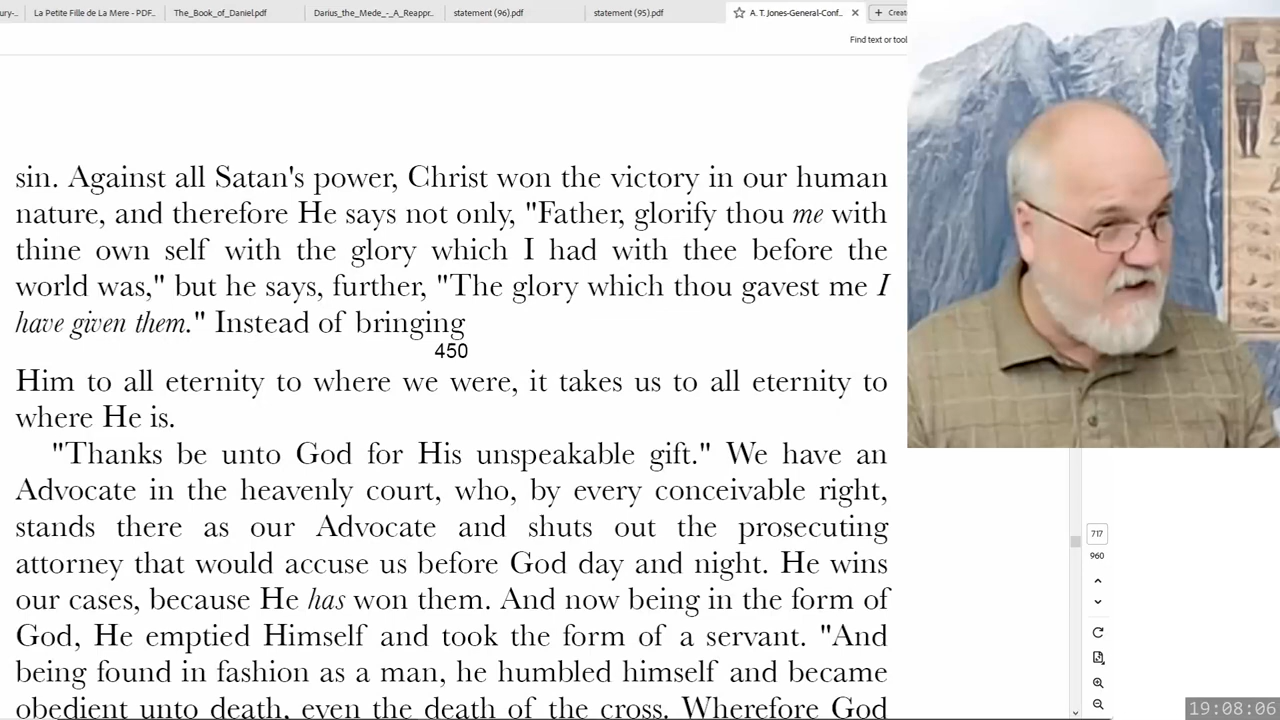 ury-...
La Petite Fille de La Mere - PDF...
The_Book_of_Daniel.pdf
Darius_the_Mede_-_A_Reappr...
statement (96).pdf
statement (95).pdf
A. T. Jones-General-Conf...
Creat
Find text or tool
sin. Against all Satan's power, Christ won the victory in our human
nature, and therefore He says not only, "Father, glorify thou me with
thine own self with the glory which I had with thee before the
world was," but he says, further, "The glory which thou gavest me I
have given them." Instead of bringing
450
Him to all eternity to where we were, it takes us to all eternity to
where He is.
"Thanks be unto God for His unspeakable gift." We have an
Advocate in the heavenly court, who, by every conceivable right,
stands there as our Advocate and shuts out the prosecuting
attorney that would accuse us before God day and night. He wins
our cases, because He has won them. And now being in the form of
God, He emptied Himself and took the form of a servant. "And
being found in fashion as a man, he humbled himself and became
obedient unto death, even the death of the cross. Wherefore God
717
960
19:08:06